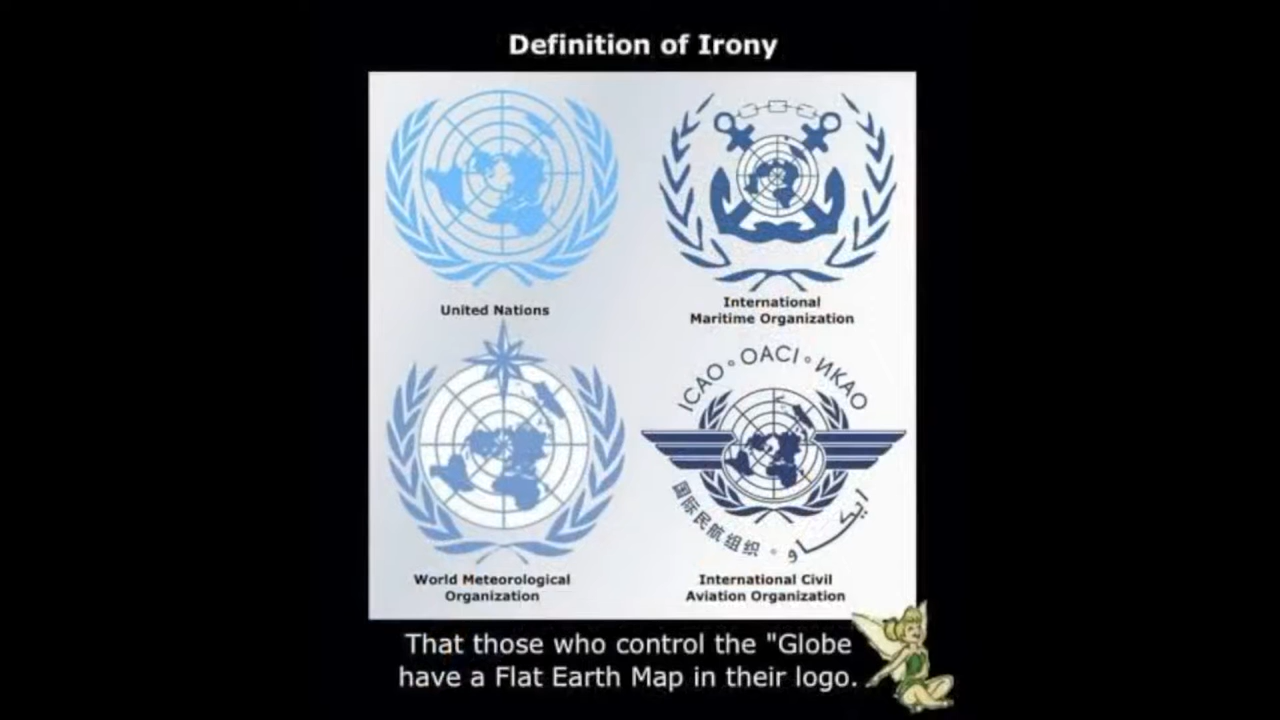 Definition of Irony
United Nations
International
Maritime Organization
ICAO ◦ OACI ◦ ИКАО
国际民航组织 ◦ ايكاو
World Meteorological
Organization
International Civil
Aviation Organization
That those who control the "Globe
have a Flat Earth Map in their logo.